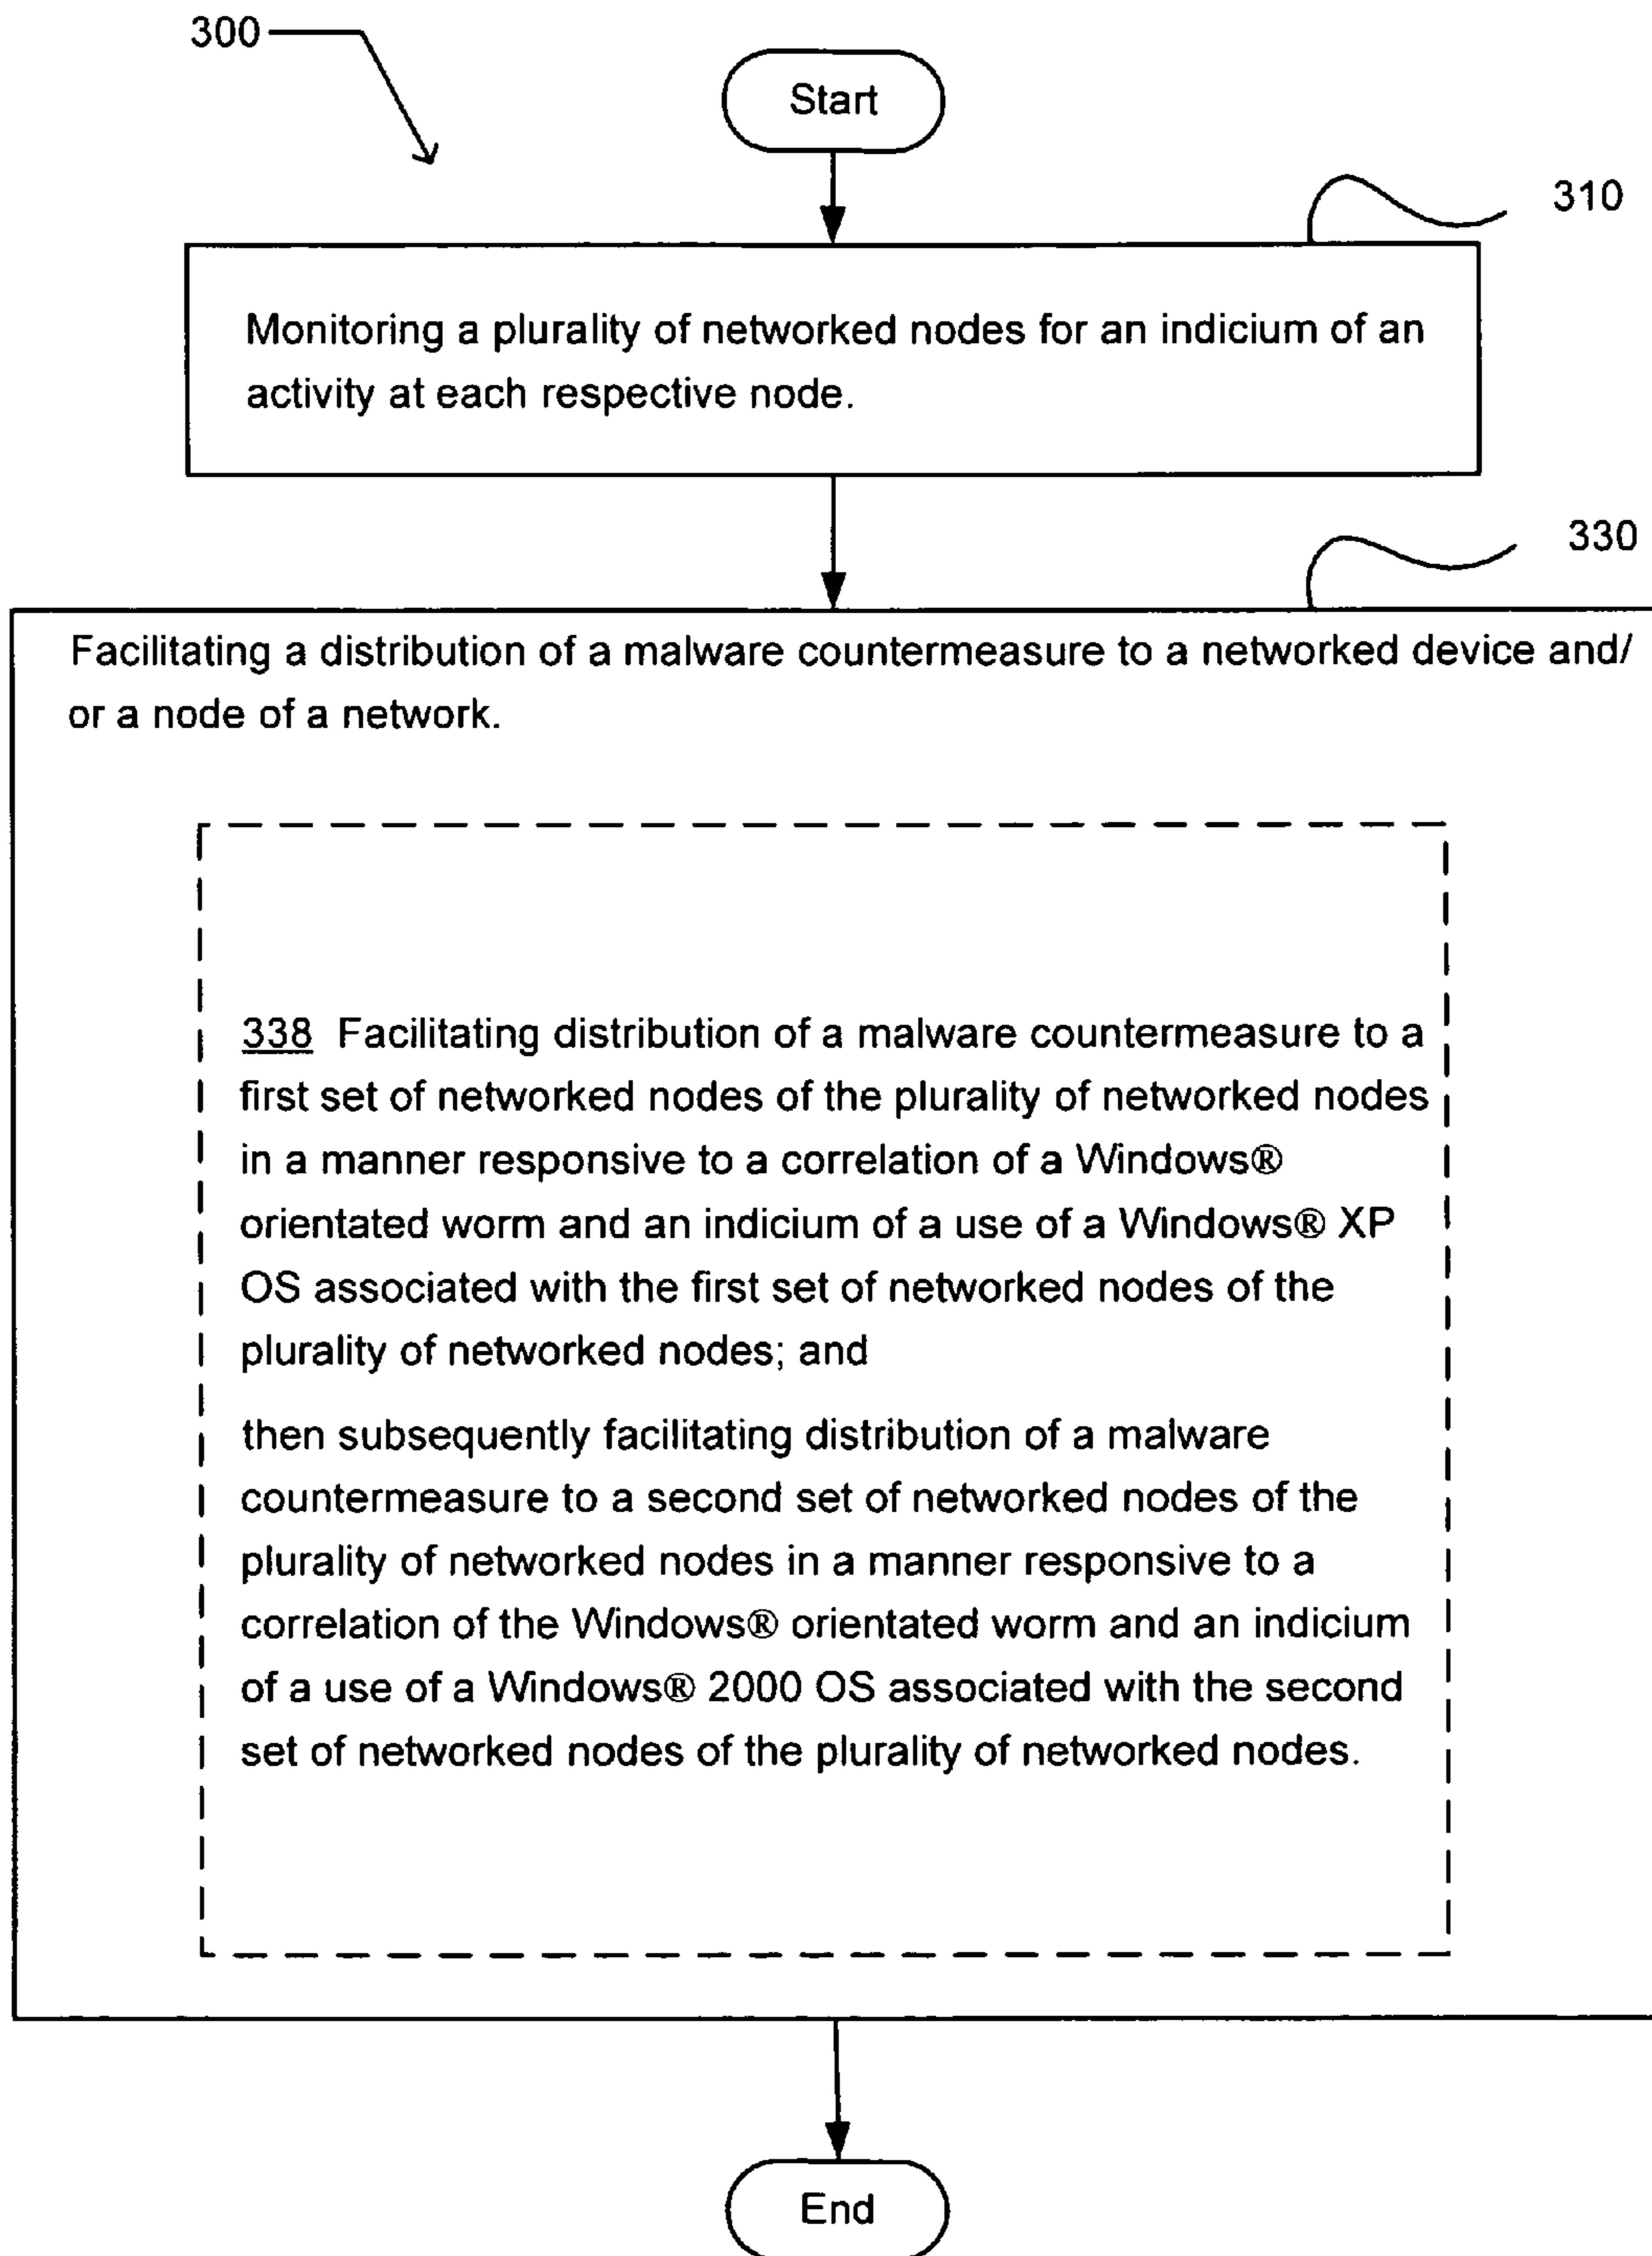 300
Start
310
Monitoring a plurality of networked nodes for an indicium of an
activity at each respective node.
330
Facilitating a distribution of a malware countermeasure to a networked device and/
or a node of a network.
338 Facilitating distribution of a malware countermeasure to a
first set of networked nodes of the plurality of networked nodes
in a manner responsive to a correlation of a Windows®
orientated worm and an indicium of a use of a Windows® XP
OS associated with the first set of networked nodes of the
plurality of networked nodes; and
then subsequently facilitating distribution of a malware
countermeasure to a second set of networked nodes of the
plurality of networked nodes in a manner responsive to a
correlation of the Windows® orientated worm and an indicium
of a use of a Windows® 2000 OS associated with the second
set of networked nodes of the plurality of networked nodes.
End